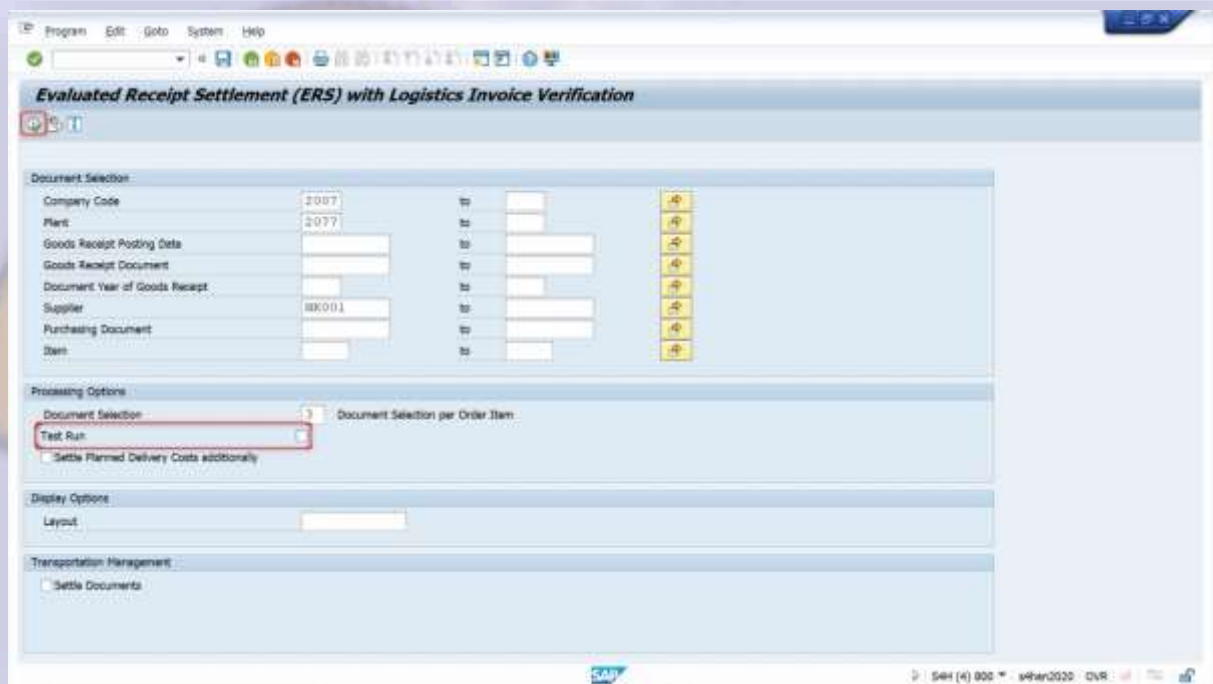 Program Edit Goto System Help
Evaluated Receipt Settlement (ERS) with Logistics Invoice Verification
Document Selection
Company Code 2007 to
Plant 2077 to
Goods Receipt Posting Date to
Goods Receipt Document to
Document Year of Goods Receipt to
Supplier to
Purchasing Document to
Item to
Processing Options
Document Selection 3 Document Selection per Order Item
Test Run
Settle Planned Delivery Costs additionally
Display Options
Layout
Transportation Management
Settle Documents
SAP
S4H (4) 800 OVR